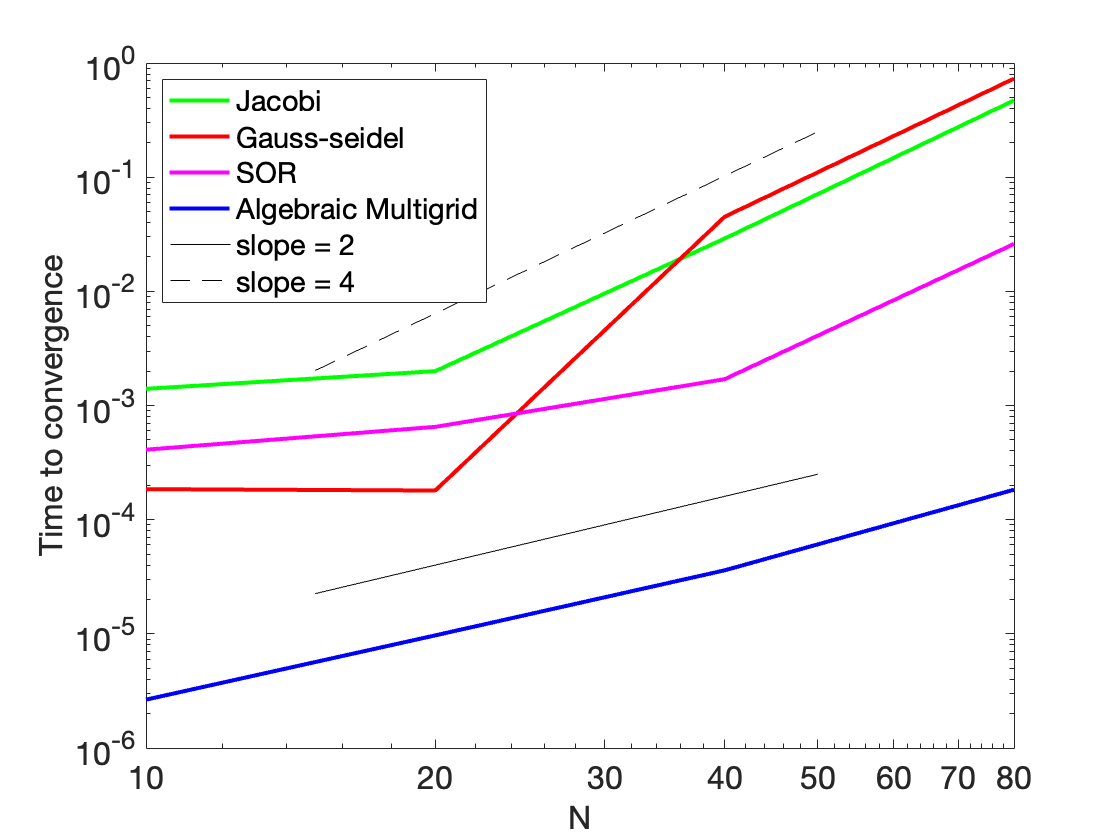 10^0
10^-1
10^-2
10^-3
10^-4
10^-5
10^-6
Time to convergence
Jacobi
Gauss-seidel
SOR
Algebraic Multigrid
slope = 2
slope = 4
10 20 30 40 50 60 70 80
N